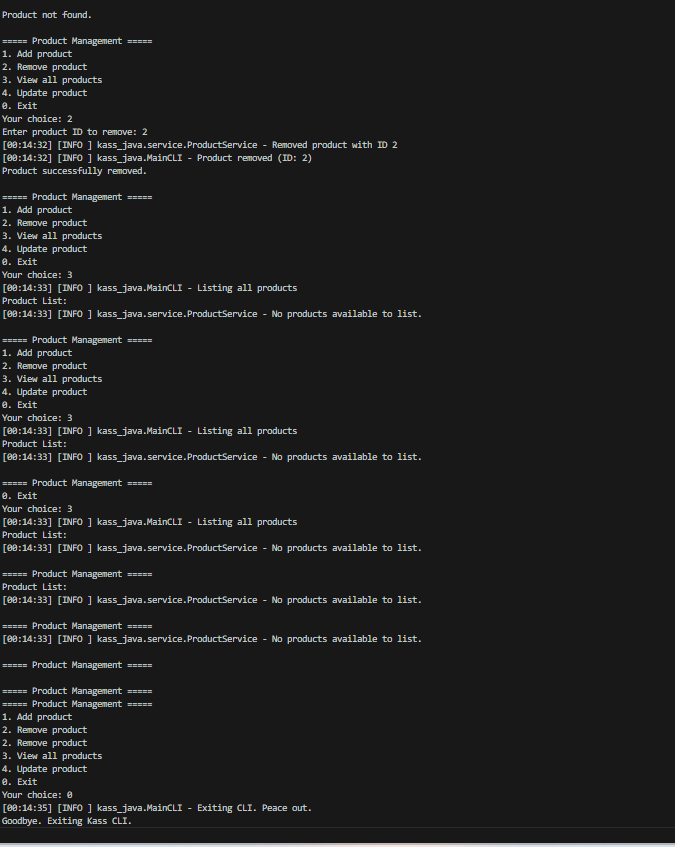 Product not found.
===== Product Management =====
1. Add product
2. Remove product
3. View all products
4. Update product
0. Exit
Your choice: 2
Enter product ID to remove: 2
[00:14:32] [INFO ] kass_java.service.ProductService - Removed product with ID 2
[00:14:32] [INFO ] kass_java.MainCLI - Product removed (ID: 2)
Product successfully removed.
===== Product Management =====
1. Add product
2. Remove product
3. View all products
4. Update product
0. Exit
Your choice: 3
[00:14:33] [INFO ] kass_java.MainCLI - Listing all products
Product List:
[00:14:33] [INFO ] kass_java.service.ProductService - No products available to list.
===== Product Management =====
1. Add product
2. Remove product
3. View all products
4. Update product
0. Exit
Your choice: 3
[00:14:33] [INFO ] kass_java.MainCLI - Listing all products
Product List:
[00:14:33] [INFO ] kass_java.service.ProductService - No products available to list.
===== Product Management =====
0. Exit
Your choice: 3
[00:14:33] [INFO ] kass_java.MainCLI - Listing all products
Product List:
[00:14:33] [INFO ] kass_java.service.ProductService - No products available to list.
===== Product Management =====
Product List:
[00:14:33] [INFO ] kass_java.service.ProductService - No products available to list.
===== Product Management =====
[00:14:33] [INFO ] kass_java.service.ProductService - No products available to list.
===== Product Management =====
===== Product Management =====
===== Product Management =====
1. Add product
2. Remove product
2. Remove product
3. View all products
4. Update product
0. Exit
Your choice: 0
[00:14:35] [INFO ] kass_java.MainCLI - Exiting CLI. Peace out.
Goodbye. Exiting Kass CLI.